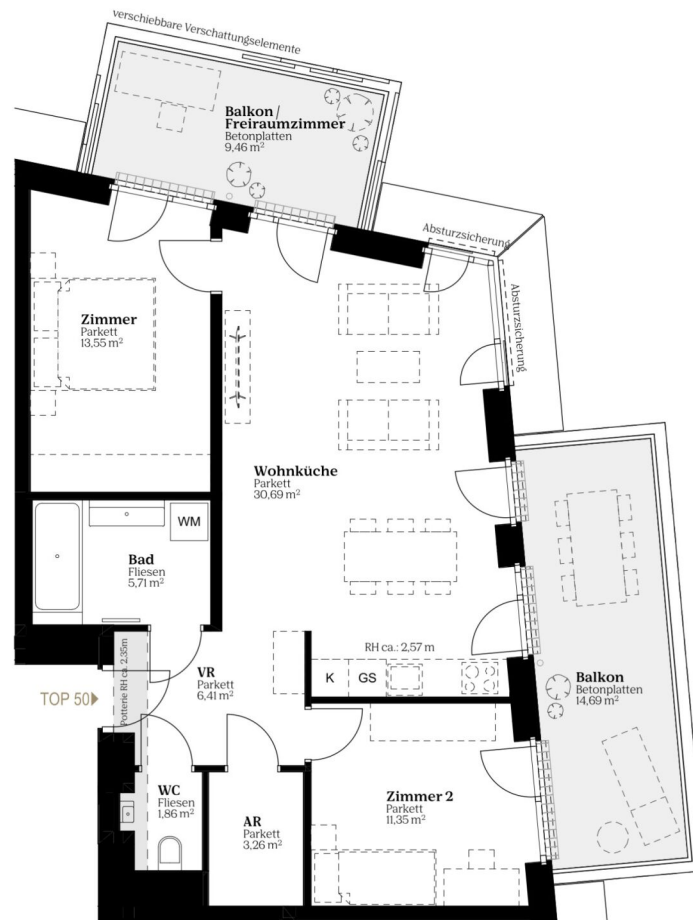 verschiebbare Verschattungselemente
Balkon/
Freiraumzimmer
Betonplatten
9,46 m²
Absturzsicherung
Absturzsicherung
Zimmer
Parkett
13,55 m²
Wohnküche
Parkett
30,69 m²
WM
Bad
Fliesen
5,71 m²
RH ca.: 2,57 m
K
GS
Potterie RH ca. 2,35m
VR
Parkett
6,41 m²
TOP 50
Balkon
Betonplatten
14,69 m²
WC
Fliesen
1,86 m²
AR
Parkett
3,26 m²
Zimmer 2
Parkett
11,35 m²